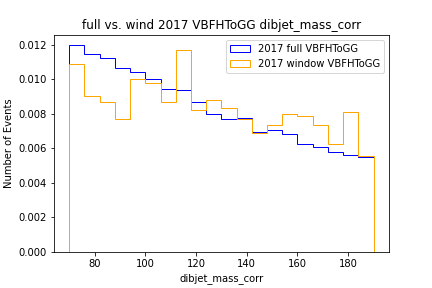 full vs. wind 2017 VBFHToGG dibjet_mass_corr
2017 full VBFHToGG
2017 window VBFHToGG
Number of Events
0.012
0.010
0.008
0.006
0.004
0.002
0.000
80 100 120 140 160 180
dibjet_mass_corr